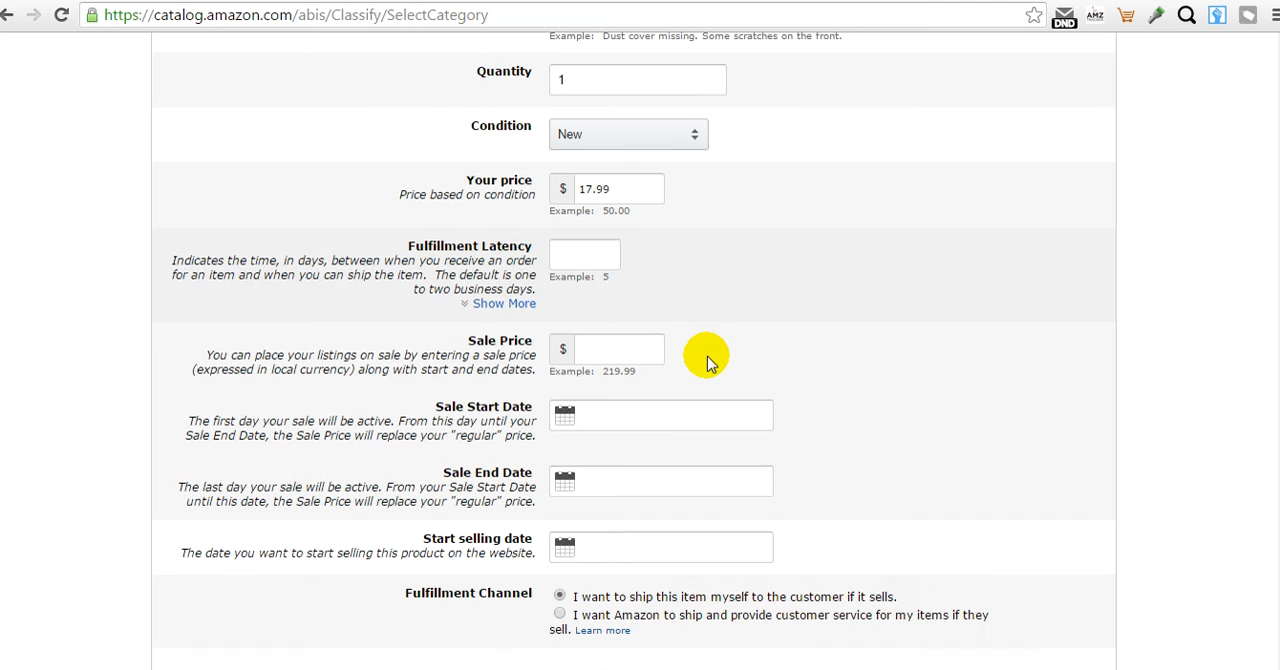 https://catalog.amazon.com/abis/Classify/SelectCategory
DND
AMZ
Example: Dust cover missing. Some scratches on the front.
Quantity
1
Condition
New
Your price
Price based on condition
$ 17.99
Example: 50.00
Fulfillment Latency
Indicates the time, in days, between when you receive an order
for an item and when you can ship the item. The default is one
to two business days.
Show More
Example: 5
Sale Price
You can place your listings on sale by entering a sale price
(expressed in local currency) along with start and end dates.
$
Example: 219.99
Sale Start Date
The first day your sale will be active. From this day until your
Sale End Date, the Sale Price will replace your "regular" price.
Sale End Date
The last day your sale will be active. From your Sale Start Date
until this date, the Sale Price will replace your "regular" price.
Start selling date
The date you want to start selling this product on the website.
Fulfillment Channel
I want to ship this item myself to the customer if it sells.
I want Amazon to ship and provide customer service for my items if they
sell. Learn more